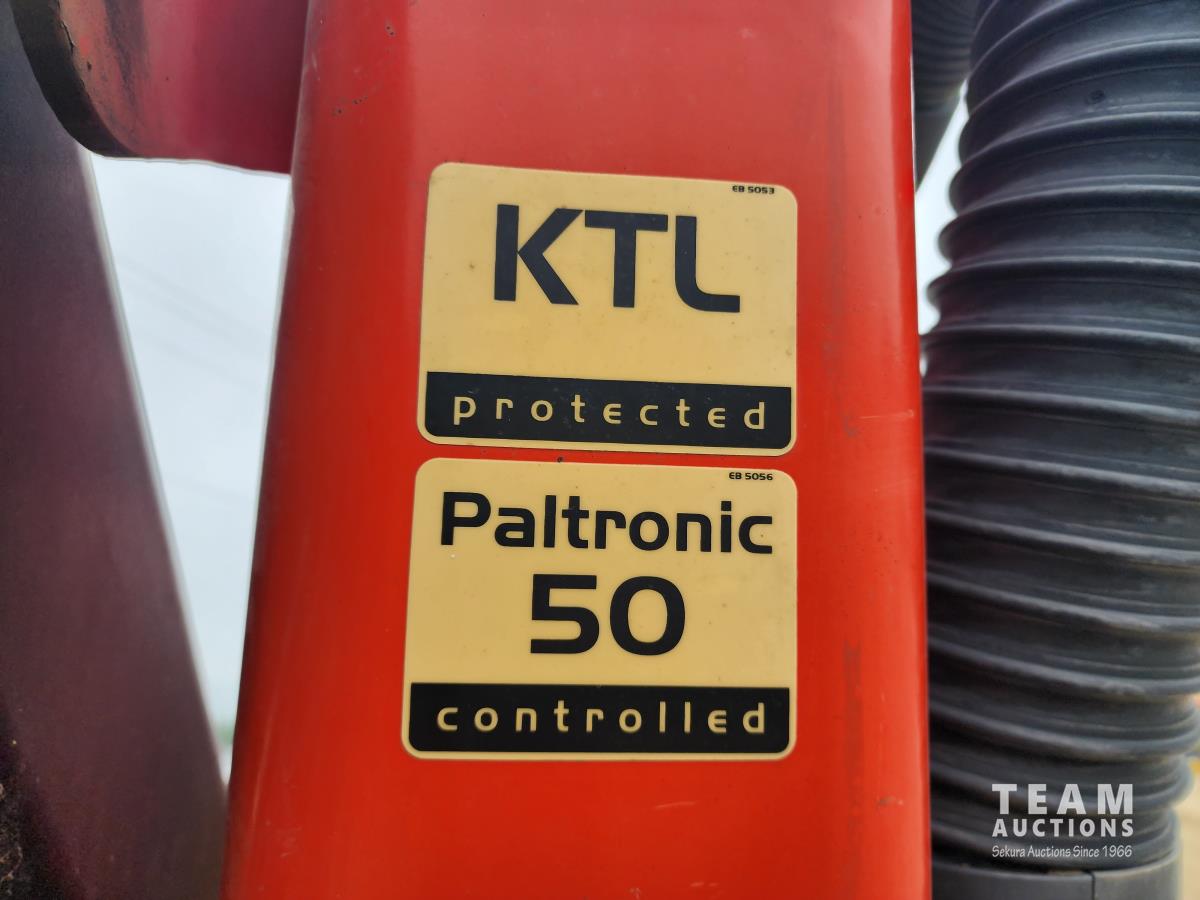 EB 5053
KTL
protected
EB 5056
Paltronic
50
controlled
TEAM
AUCTIONS
Sekura Auctions Since 1966